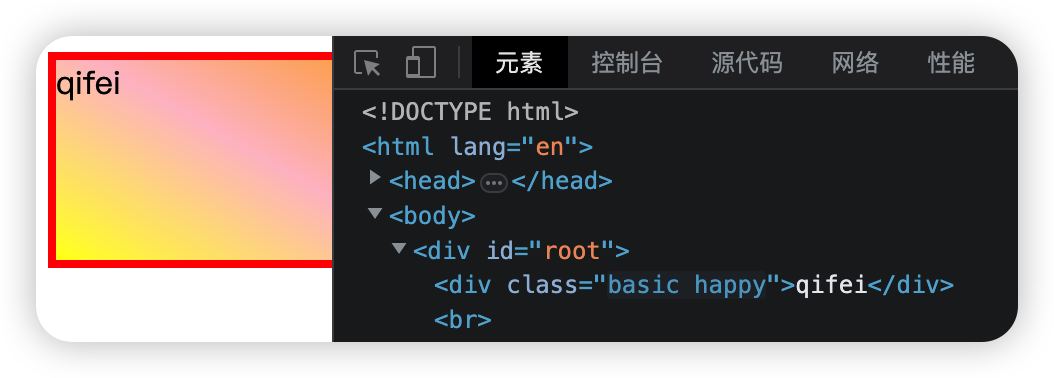 qifei
元素 控制台 源代码 网络 性能
<!DOCTYPE html>
<html lang="en">
<head>…</head>
<body>
<div id="root">
<div class="basic happy">qifei</div>
<br>